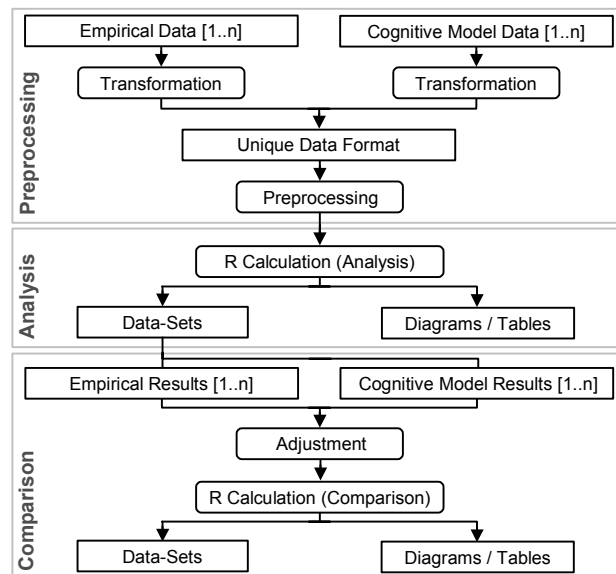 Preprocessing
Empirical Data [1..n]
Cognitive Model Data [1..n]
Transformation
Transformation
Unique Data Format
Preprocessing
Analysis
R Calculation (Analysis)
Data-Sets
Diagrams / Tables
Comparison
Empirical Results [1..n]
Cognitive Model Results [1..n]
Adjustment
R Calculation (Comparison)
Data-Sets
Diagrams / Tables